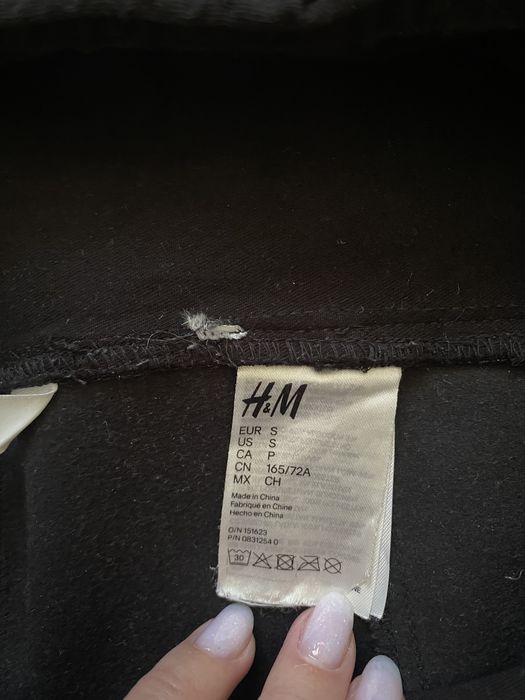 H&M
EUR S
US S
CA P
CN 165/72A
MX CH
Made in China
Fabriqué en Chine
Hecho en China
O/N 151623
P/N 0831254 0
30